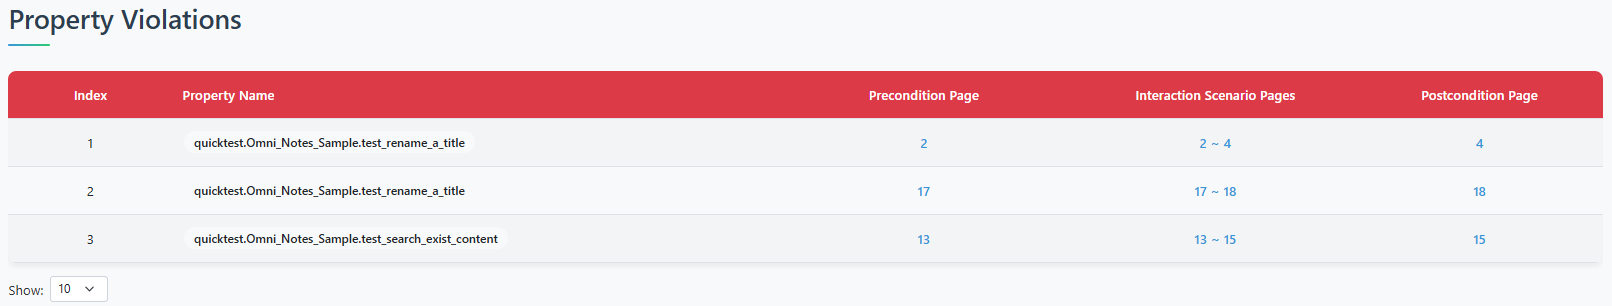 Property Violations
Index Property Name Precondition Page Interaction Scenario Pages Postcondition Page
1 quicktest.Omni_Notes_Sample.test_rename_a_title 2 2 ~ 4 4
2 quicktest.Omni_Notes_Sample.test_rename_a_title 17 17 ~ 18 18
3 quicktest.Omni_Notes_Sample.test_search_exist_content 13 13 ~ 15 15
Show: 10